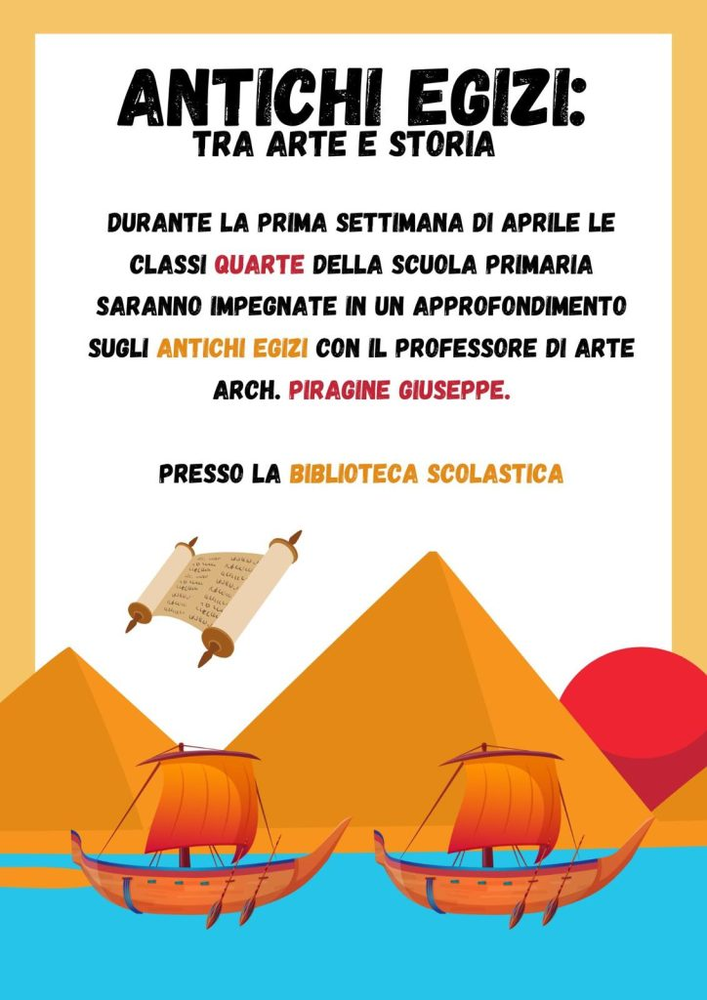 ANTICHI EGIZI:
TRA ARTE E STORIA
DURANTE LA PRIMA SETTIMANA DI APRILE LE
CLASSI QUARTE DELLA SCUOLA PRIMARIA
SARANNO IMPEGNATE IN UN APPROFONDIMENTO
SUGLI ANTICHI EGIZI CON IL PROFESSORE DI ARTE
ARCH. PIRAGINE GIUSEPPE.
PRESSO LA BIBLIOTECA SCOLASTICA